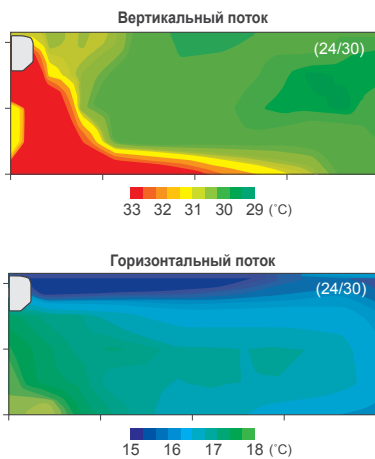 Вертикальный поток
(24/30)
33 32 31 30 29 (˚C)
Горизонтальный поток
(24/30)
15 16 17 18 (˚C)